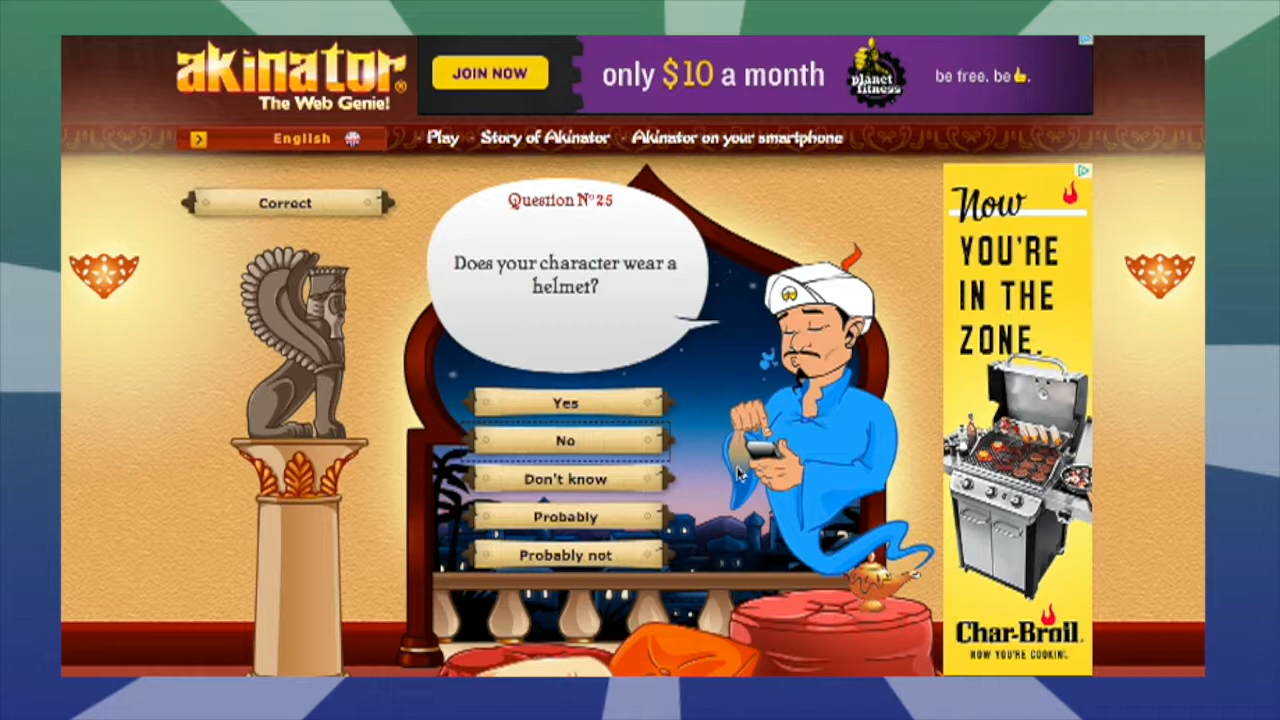 akinator®
The Web Genie!
JOIN NOW
only $10 a month
planet
fitness
be free. be
English
Play
Story of Akinator
Akinator on your smartphone
Correct
Question N°25
Does your character wear a
helmet?
Yes
No
Don't know
Probably
Probably not
Now
YOU'RE
IN THE
ZONE.
Char-Broil.
NOW YOU'RE COOKIN'.